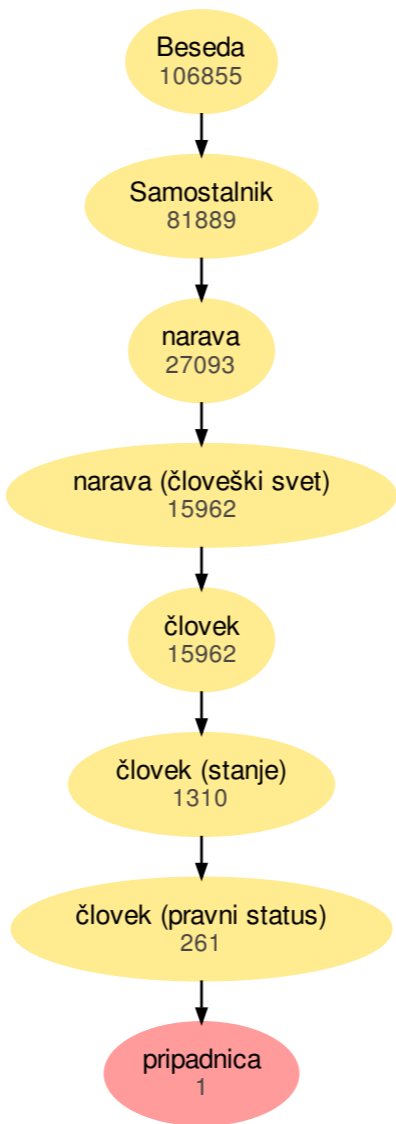 Beseda
106855
Samostalnik
81889
narava
27093
narava (človeški svet)
15962
človek
15962
človek (stanje)
1310
človek (pravni status)
261
pripadnica
1